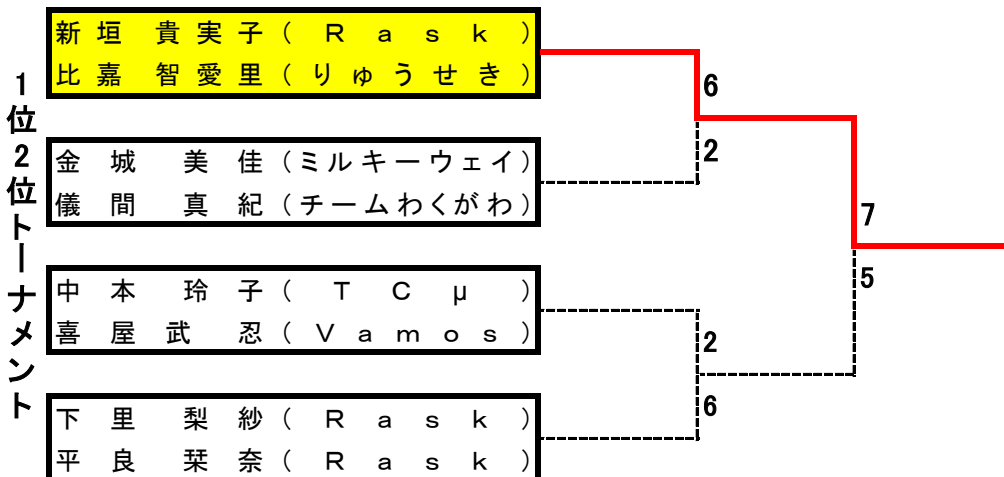 1位2位トーナメント
新垣 貴実子(Rask)
比嘉 智愛里(りゅうせき)
6
金城 美佳(ミルキーウェイ)
2
儀間 真紀(チームわくがわ)
7
5
中本 玲子(TCμ)
喜屋武 忍(Vamos)
2
下里 梨紗(Rask)
6
平良 栞奈(Rask)